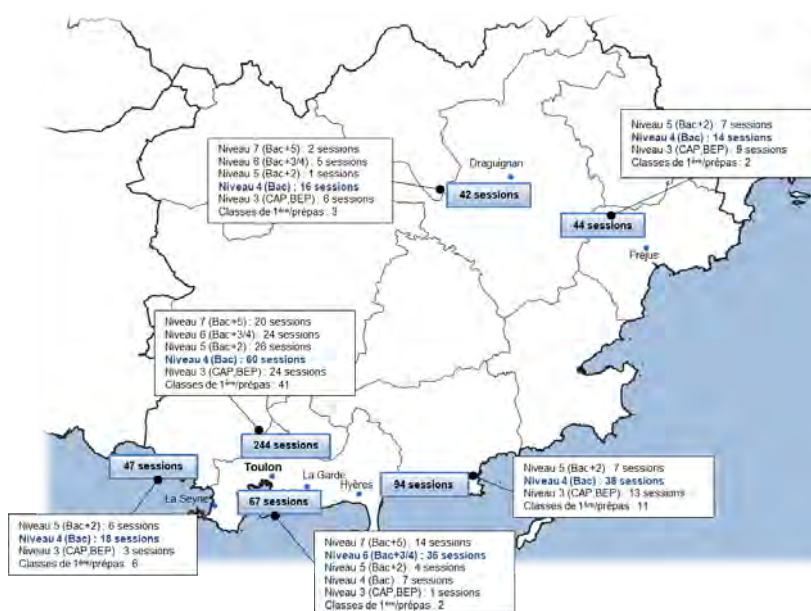 Niveau 5 (Bac+2) : 7 sessions
Niveau 4 (Bac) : 14 sessions
Niveau 3 (CAP,BEP) : 9 sessions
Classes de 1ère/prépas : 2
Niveau 7 (Bac+5) : 2 sessions
Niveau 6 (Bac+3/4) : 5 sessions
Niveau 5 (Bac+2) : 1 sessions
Niveau 4 (Bac) : 16 sessions
Niveau 3 (CAP,BEP) : 6 sessions
Classes de 1ère/prépas : 3
Draguignan
42 sessions
44 sessions
Fréjus
Niveau 7 (Bac+5) : 20 sessions
Niveau 6 (Bac+3/4) : 24 sessions
Niveau 5 (Bac+2) : 26 sessions
Niveau 4 (Bac) : 60 sessions
Niveau 3 (CAP,BEP) : 24 sessions
Classes de 1ère/prépas : 41
244 sessions
47 sessions
Toulon
La Garde
Hyères
94 sessions
La Seyne
67 sessions
Niveau 5 (Bac+2) : 7 sessions
Niveau 4 (Bac) : 38 sessions
Niveau 3 (CAP,BEP) : 13 sessions
Classes de 1ère/prépas : 11
Niveau 5 (Bac+2) : 6 sessions
Niveau 4 (Bac) : 18 sessions
Niveau 3 (CAP,BEP) : 3 sessions
Classes de 1ère/prépas : 6
Niveau 7 (Bac+5) : 14 sessions
Niveau 6 (Bac+3/4) : 36 sessions
Niveau 5 (Bac+2) : 4 sessions
Niveau 4 (Bac) : 7 sessions
Niveau 3 (CAP,BEP) : 1 sessions
Classes de 1ère/prépas : 2